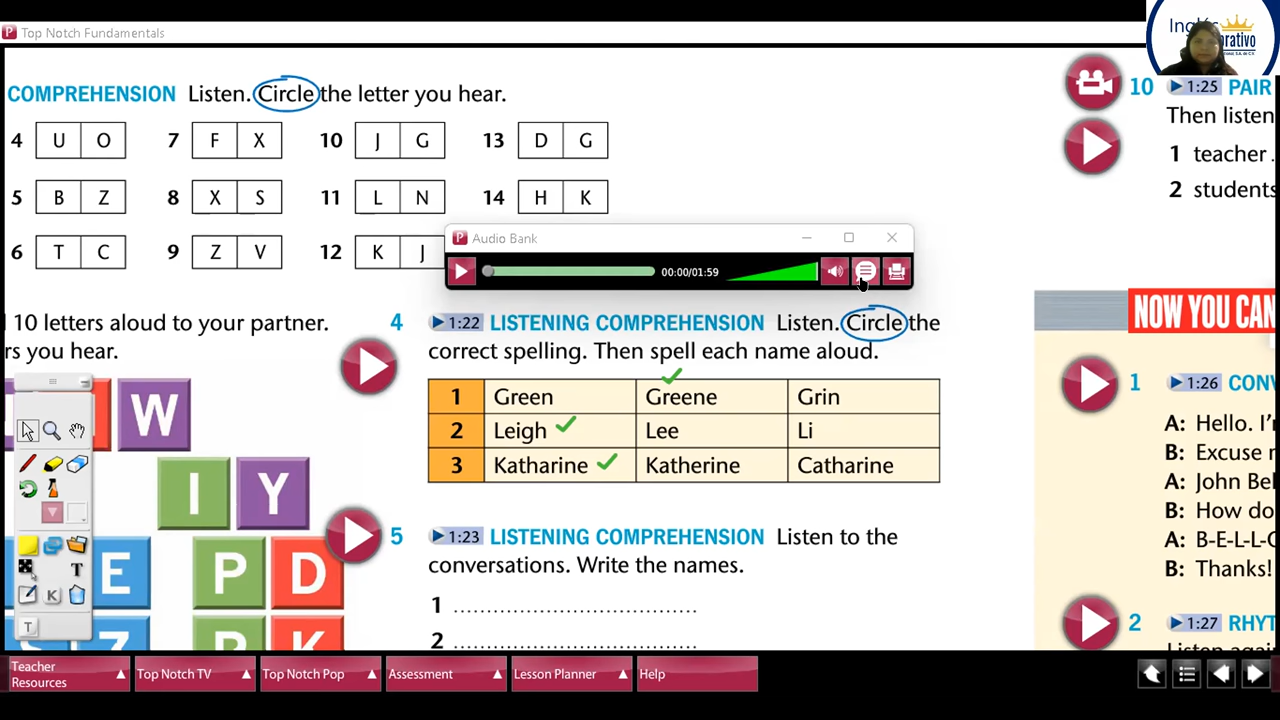 Top Notch Fundamentals
Inglés
COMPREHENSION Listen. Circle the letter you hear.
4 U O 7 F X 10 J G 13 D G
5 B Z 8 X S 11 L N 14 H K
6 T C 9 Z V 12 K J
10 1:25 PAIR
Then listen
1 teacher
2 students
Audio Bank
00:00/01:59
10 letters aloud to your partner.
rs you hear.
W
I Y
E P D
Z R K
4 1:22 LISTENING COMPREHENSION Listen. Circle the
correct spelling. Then spell each name aloud.
1 Green Greene Grin
2 Leigh Lee Li
3 Katharine Katherine Catharine
5 1:23 LISTENING COMPREHENSION Listen to the
conversations. Write the names.
1
2
NOW YOU CAN
1 1:26 CONV
A: Hello. I'm
B: Excuse m
A: John Bel
B: How do
A: B-E-L-L-
B: Thanks!
2 1:27 RHYT
Listen again
T
K
T
Teacher
Resources
Top Notch TV
Top Notch Pop
Assessment
Lesson Planner
Help